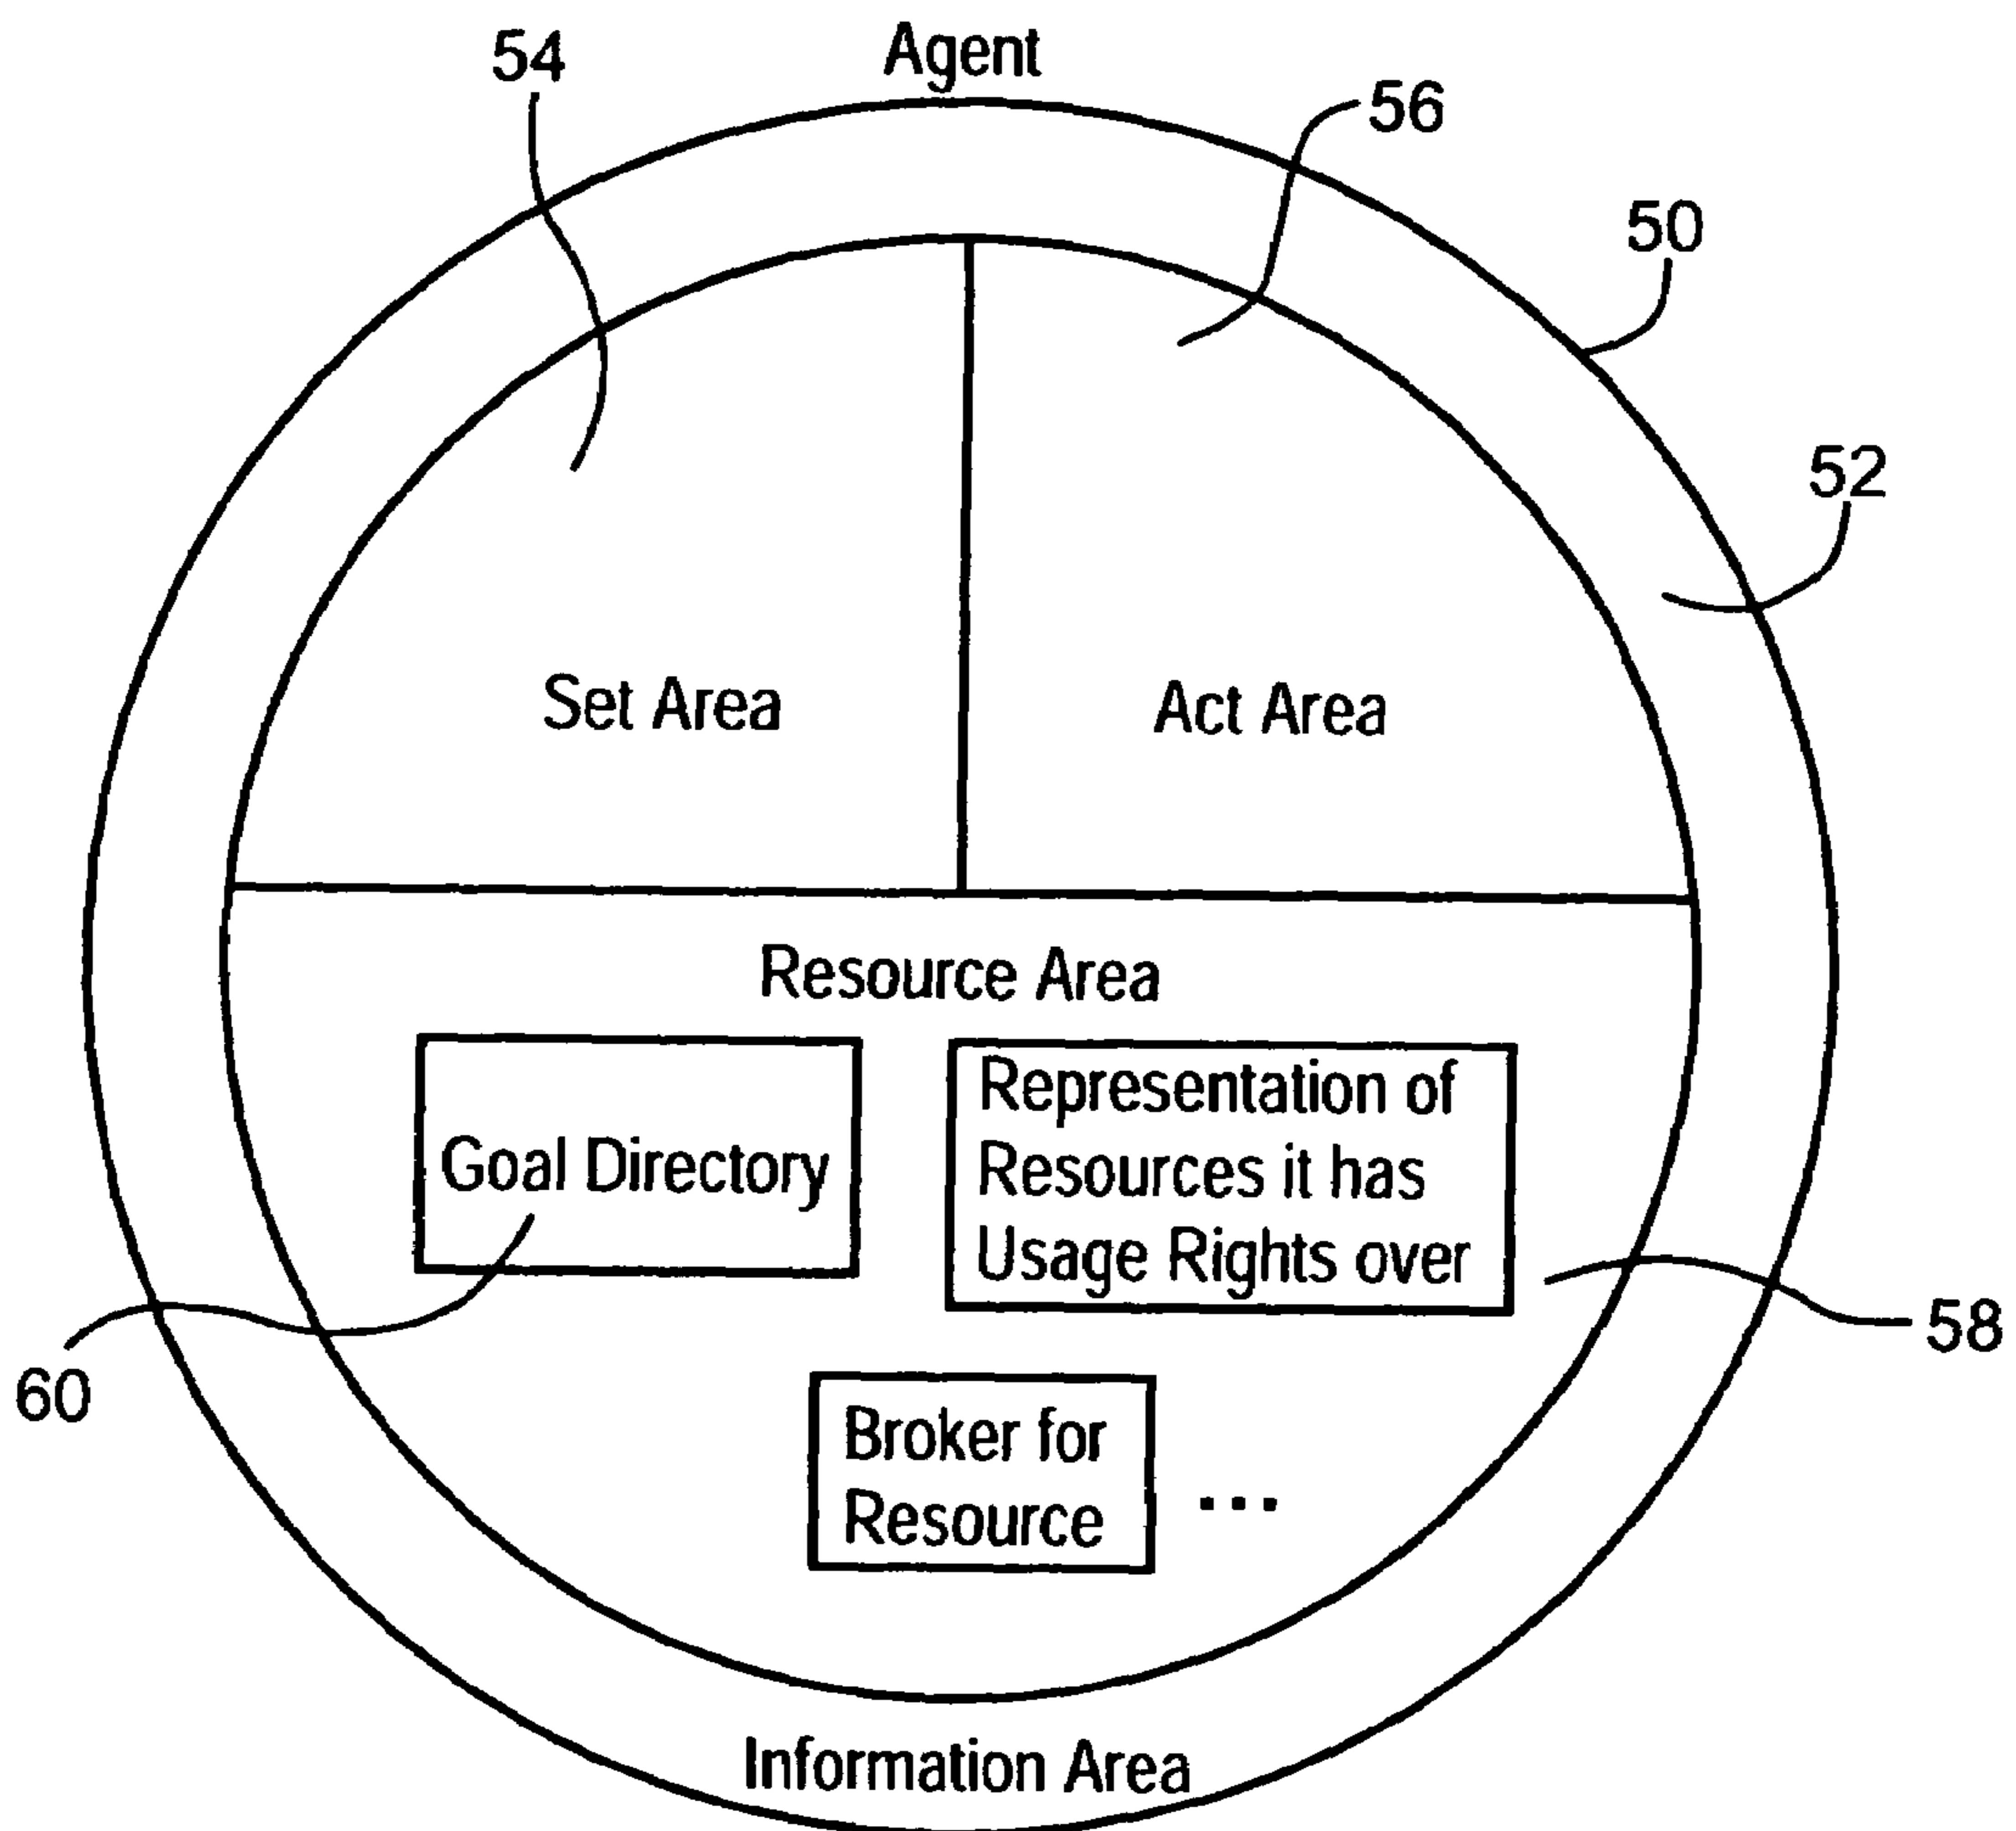 Agent
54
56
50
52
Set Area
Act Area
Resource Area
Goal Directory
Representation of
Resources it has
Usage Rights over
58
60
Broker for
Resource
...
Information Area